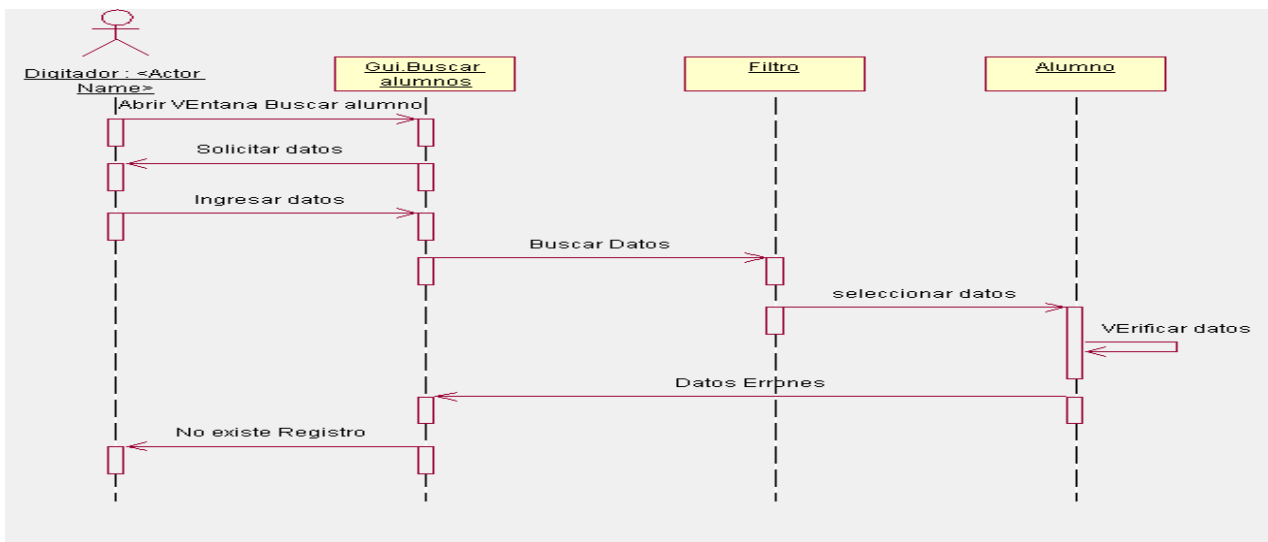 Digitador : <Actor
Name>
Gui.Buscar
alumnos
Filtro
Alumno
Abrir VEntana Buscar alumno
Solicitar datos
Ingresar datos
Buscar Datos
seleccionar datos
VErificar datos
Datos Errones
No existe Registro